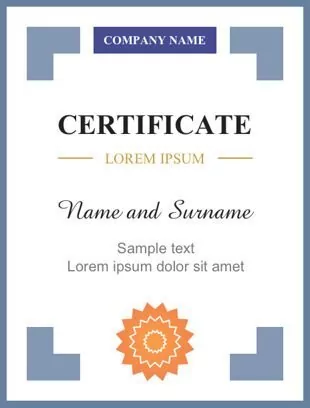 COMPANY NAME
CERTIFICATE
LOREM IPSUM
Name and Surname
Sample text
Lorem ipsum dolor sit amet